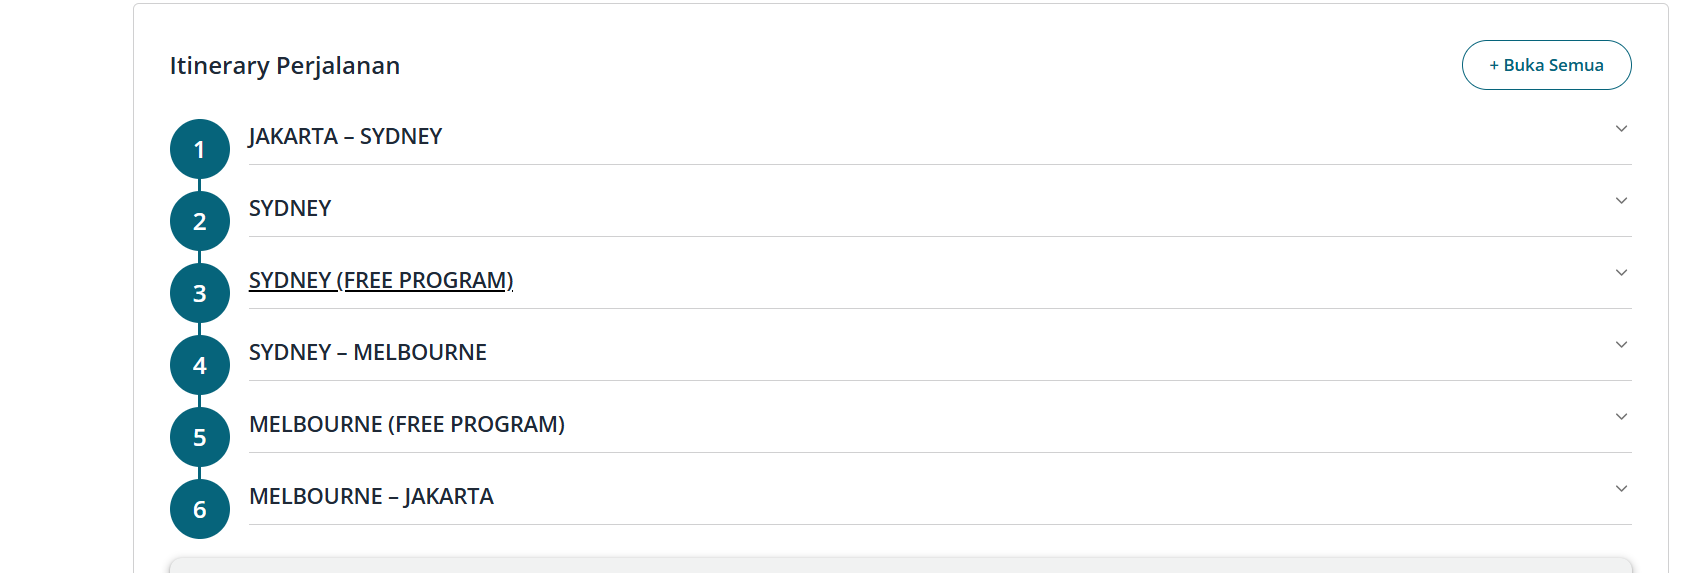 Itinerary Perjalanan
+ Buka Semua
1
JAKARTA – SYDNEY
2
SYDNEY
3
SYDNEY (FREE PROGRAM)
4
SYDNEY – MELBOURNE
5
MELBOURNE (FREE PROGRAM)
6
MELBOURNE – JAKARTA